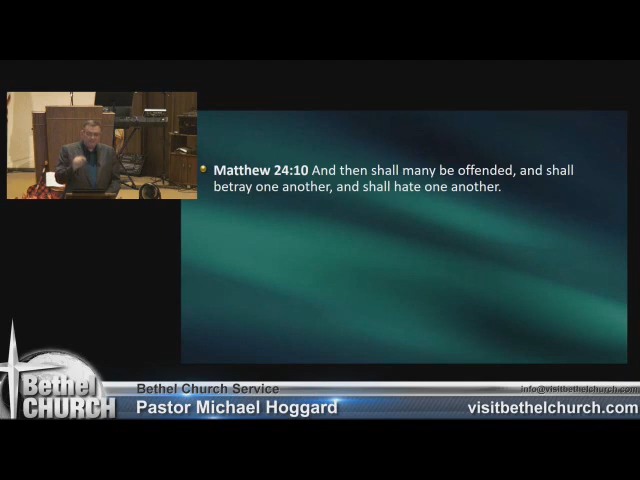 Matthew 24:10 And then shall many be offended, and shall
betray one another, and shall hate one another.
Bethel
CHURCH
Bethel Church Service
info@visitbethelchurch.com
Pastor Michael Hoggard
visitbethelchurch.com